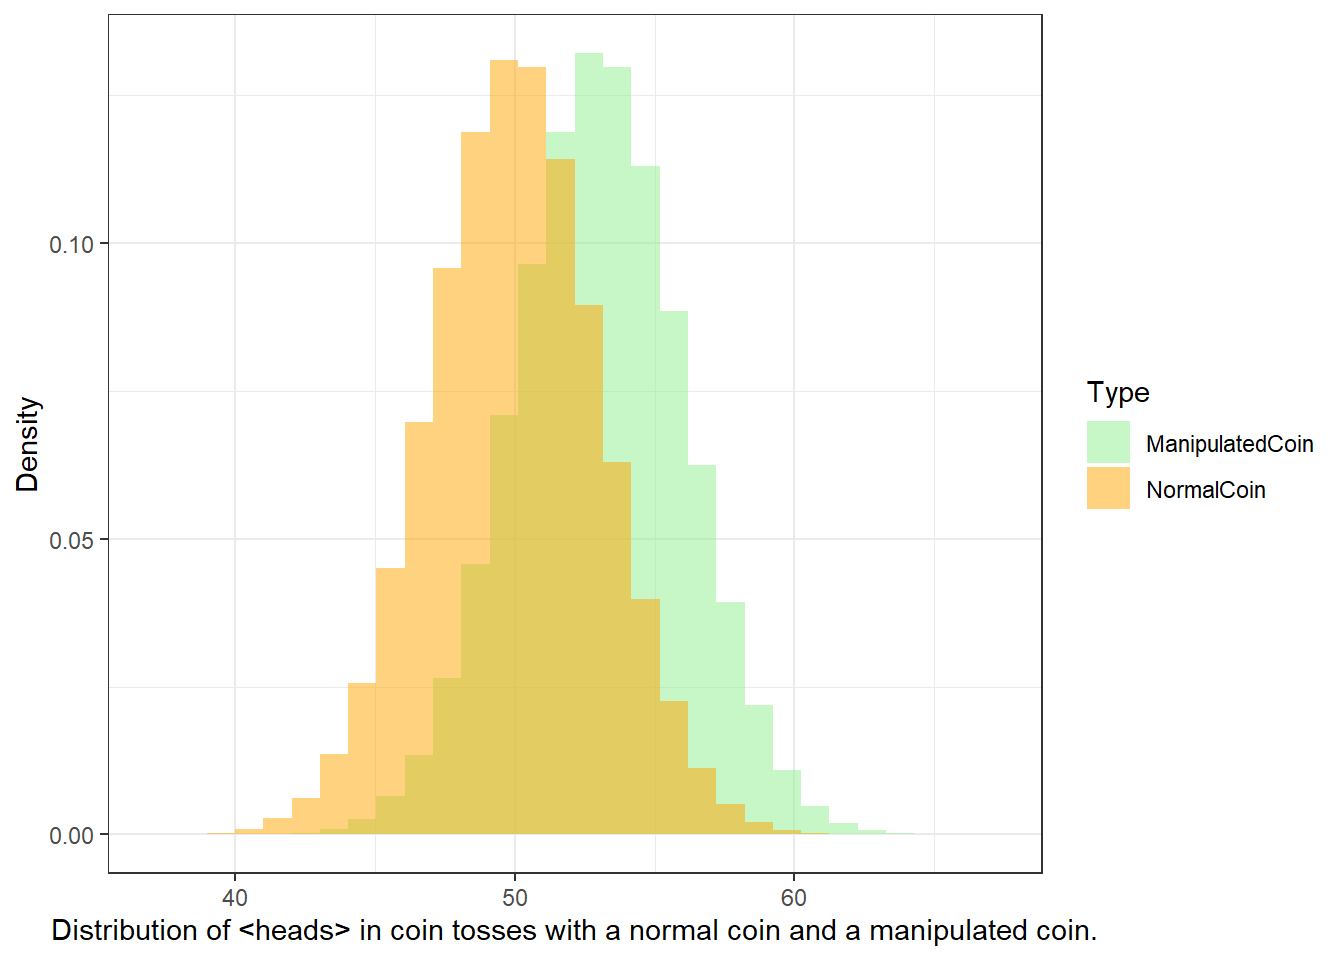 0.10
0.05
0.00
Density
40
50
60
Distribution of <heads> in coin tosses with a normal coin and a manipulated coin.
Type
ManipulatedCoin
NormalCoin